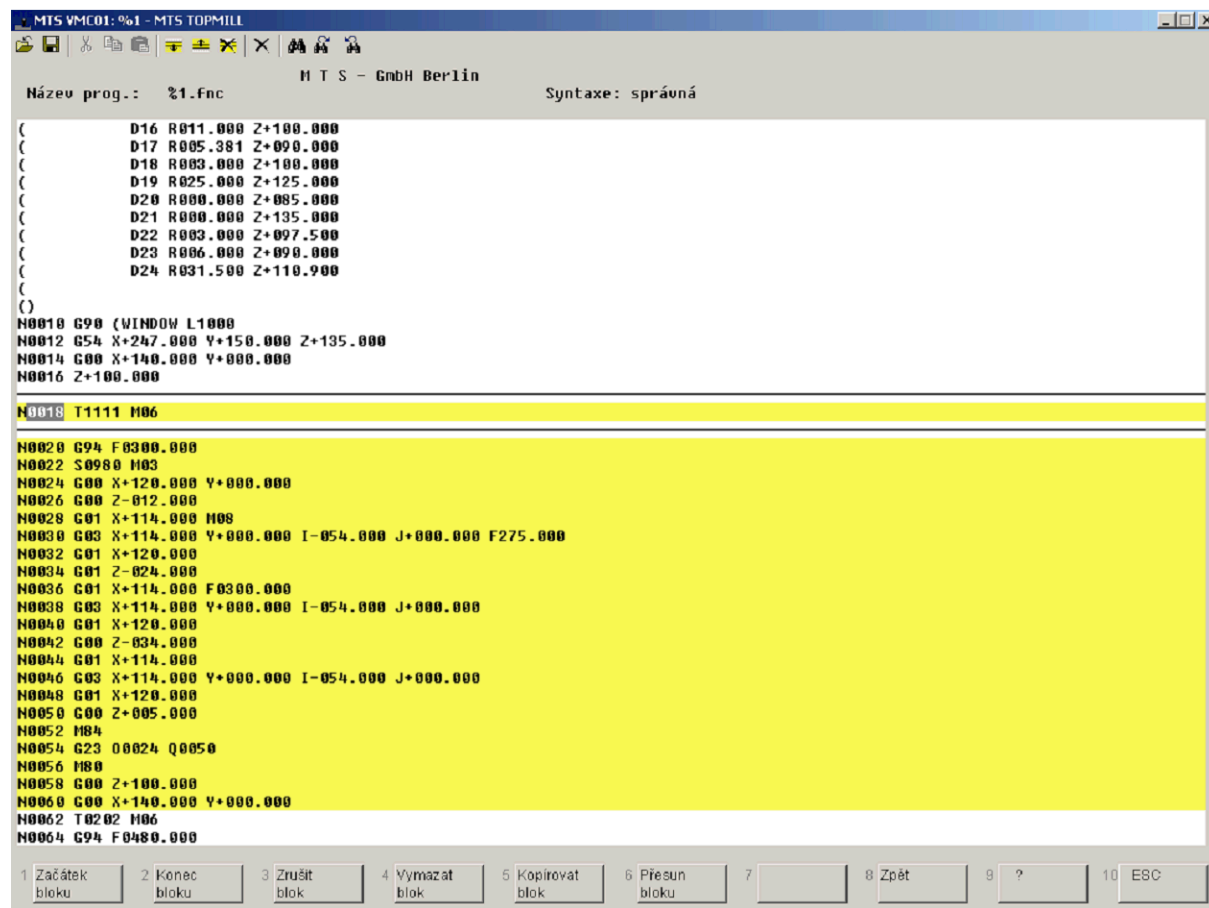 MTS VMC01: %1 - MTS TOPMILL
M T S - GmbH Berlin
Název prog.: %1.fnc Syntaxe: správná
( D16 R011.000 Z+100.000
( D17 R005.381 Z+090.000
( D18 R003.000 Z+100.000
( D19 R025.000 Z+125.000
( D20 R000.000 Z+085.000
( D21 R000.000 Z+135.000
( D22 R003.000 Z+097.500
( D23 R006.000 Z+090.000
( D24 R031.500 Z+110.900
(
()
N0010 G90 (WINDOW L1000
N0012 G54 X+247.000 Y+150.000 Z+135.000
N0014 G00 X+140.000 Y+000.000
N0016 Z+100.000
N0018 T1111 M06
N0020 G94 F0300.000
N0022 S0980 M03
N0024 G00 X+120.000 Y+000.000
N0026 G00 Z-012.000
N0028 G01 X+114.000 M08
N0030 G03 X+114.000 Y+000.000 I-054.000 J+000.000 F275.000
N0032 G01 X+120.000
N0034 G01 Z-024.000
N0036 G01 X+114.000 F0300.000
N0038 G03 X+114.000 Y+000.000 I-054.000 J+000.000
N0040 G01 X+120.000
N0042 G00 Z-034.000
N0044 G01 X+114.000
N0046 G03 X+114.000 Y+000.000 I-054.000 J+000.000
N0048 G01 X+120.000
N0050 G00 Z+005.000
N0052 M84
N0054 G23 O0024 Q0050
N0056 M80
N0058 G00 Z+100.000
N0060 G00 X+140.000 Y+000.000
N0062 T0202 M06
N0064 G94 F0480.000
1 Začátek bloku 2 Konec bloku 3 Zrušit blok 4 Vymazat blok 5 Kopírovat blok 6 Přesun bloku 7 8 Zpět 9 ? 10 ESC